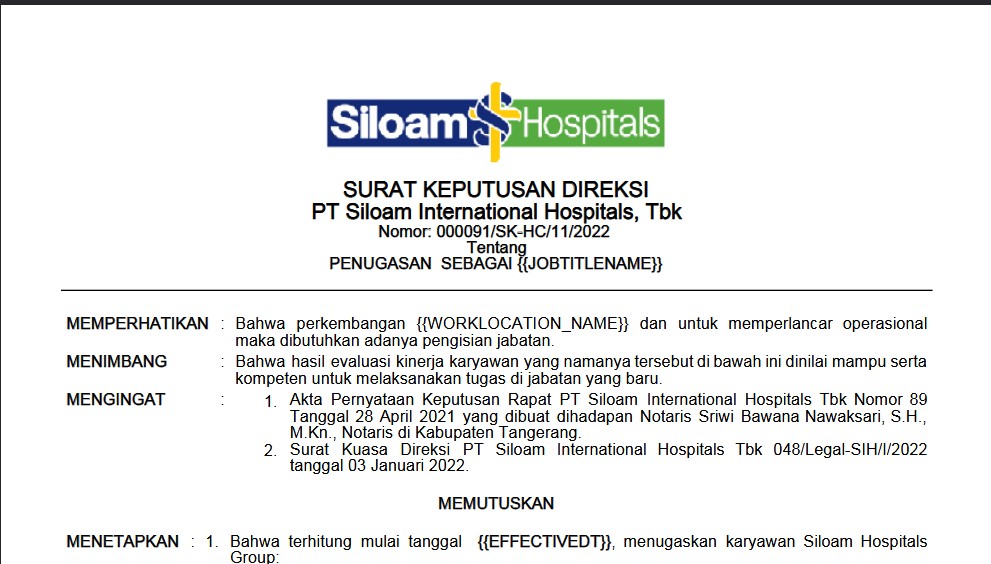 Siloam Hospitals
SURAT KEPUTUSAN DIREKSI
PT Siloam International Hospitals, Tbk
Nomor: 000091/SK-HC/11/2022
Tentang
PENUGASAN SEBAGAI {{JOBTITLENAME}}
MEMPERHATIKAN : Bahwa perkembangan {{WORKLOCATION_NAME}} dan untuk memperlancar operasional
maka dibutuhkan adanya pengisian jabatan.
MENIMBANG : Bahwa hasil evaluasi kinerja karyawan yang namanya tersebut di bawah ini dinilai mampu serta
kompeten untuk melaksanakan tugas di jabatan yang baru.
MENGINGAT : 1. Akta Pernyataan Keputusan Rapat PT Siloam International Hospitals Tbk Nomor 89
Tanggal 28 April 2021 yang dibuat dihadapan Notaris Sriwi Bawana Nawaksari, S.H.,
M.Kn., Notaris di Kabupaten Tangerang.
2. Surat Kuasa Direksi PT Siloam International Hospitals Tbk 048/Legal-SIH/I/2022
tanggal 03 Januari 2022.
MEMUTUSKAN
MENETAPKAN : 1. Bahwa terhitung mulai tanggal {{EFFECTIVEDT}}, menugaskan karyawan Siloam Hospitals
Group: